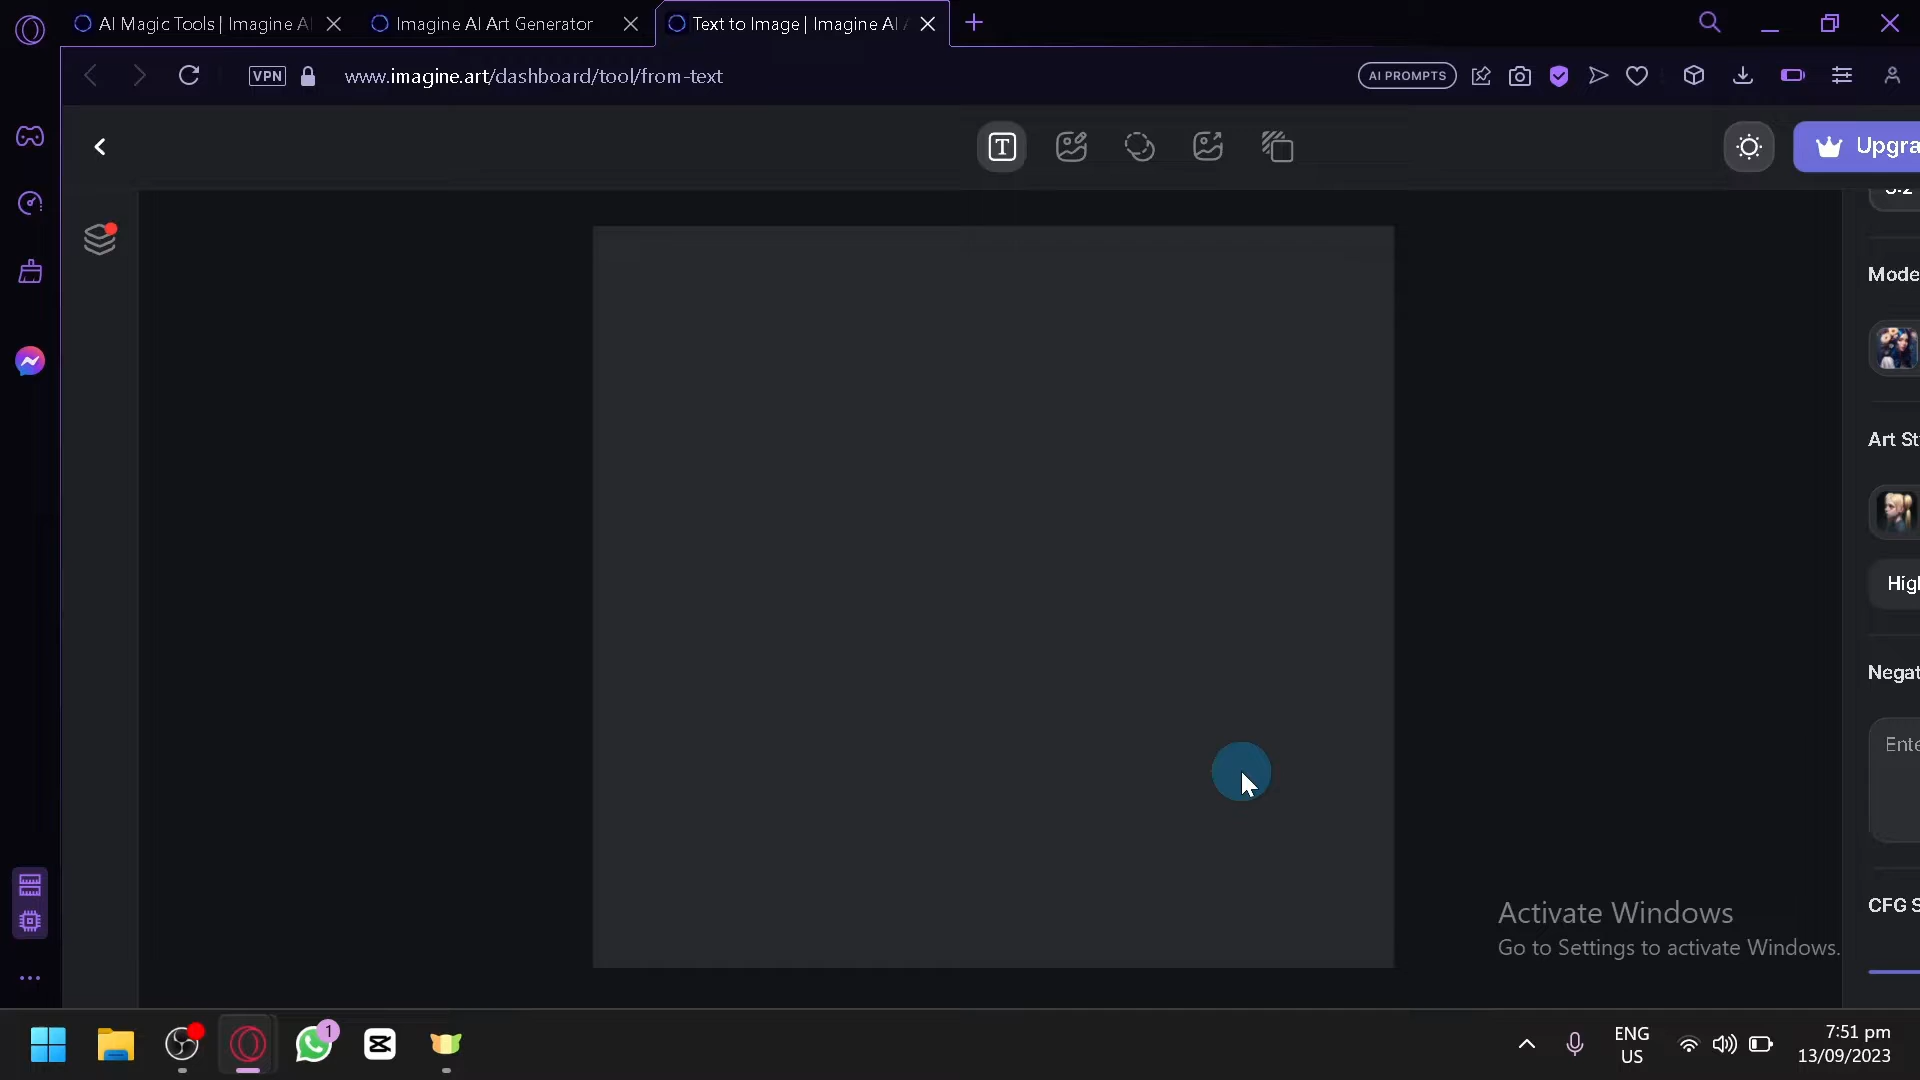 AI Magic Tools | Imagine AI
Imagine AI Art Generator
Text to Image | Imagine AI
VPN
www.imagine.art/dashboard/tool/from-text
AI PROMPTS
T
Upgra
Mode
Art St
High
Negat
Ente
CFG S
Activate Windows
Go to Settings to activate Windows.
1
ENG
US
7:51 pm
13/09/2023